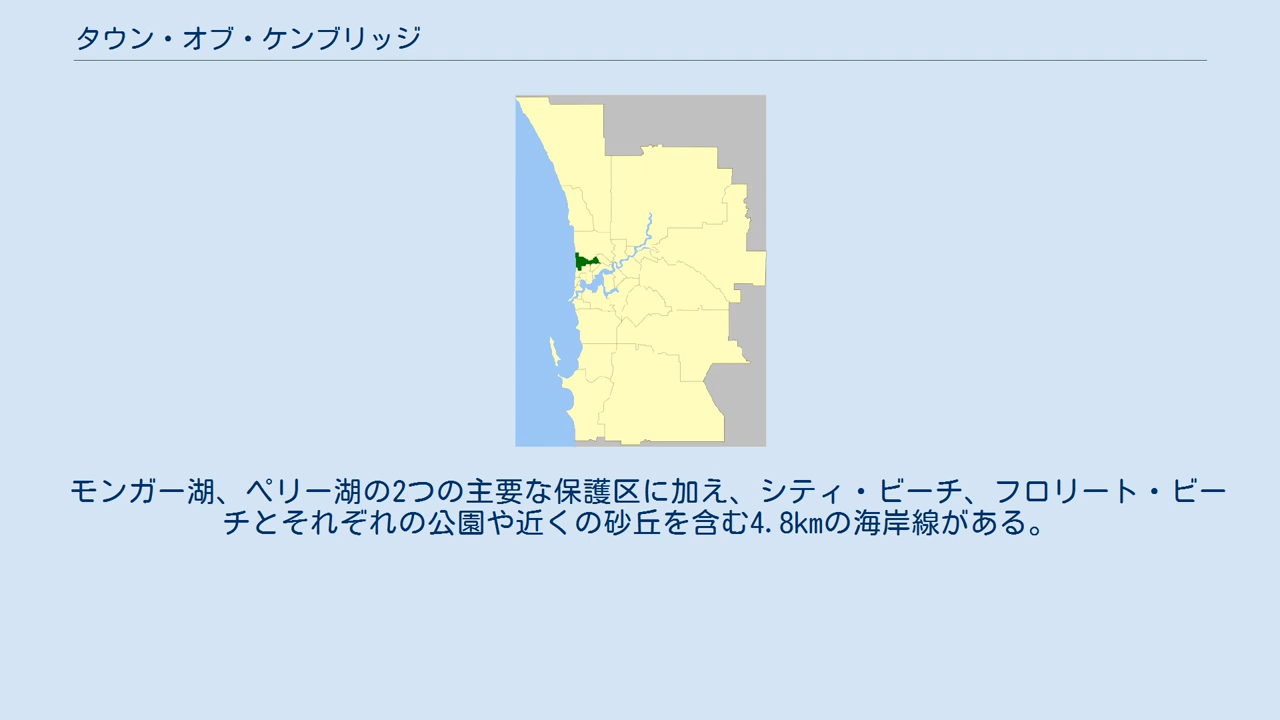 タウン・オブ・ケンブリッジ
モンガー湖、ペリー湖の2つの主要な保護区に加え、シティ・ビーチ、フロリート・ビー
チとそれぞれの公園や近くの砂丘を含む4.8kmの海岸線がある。